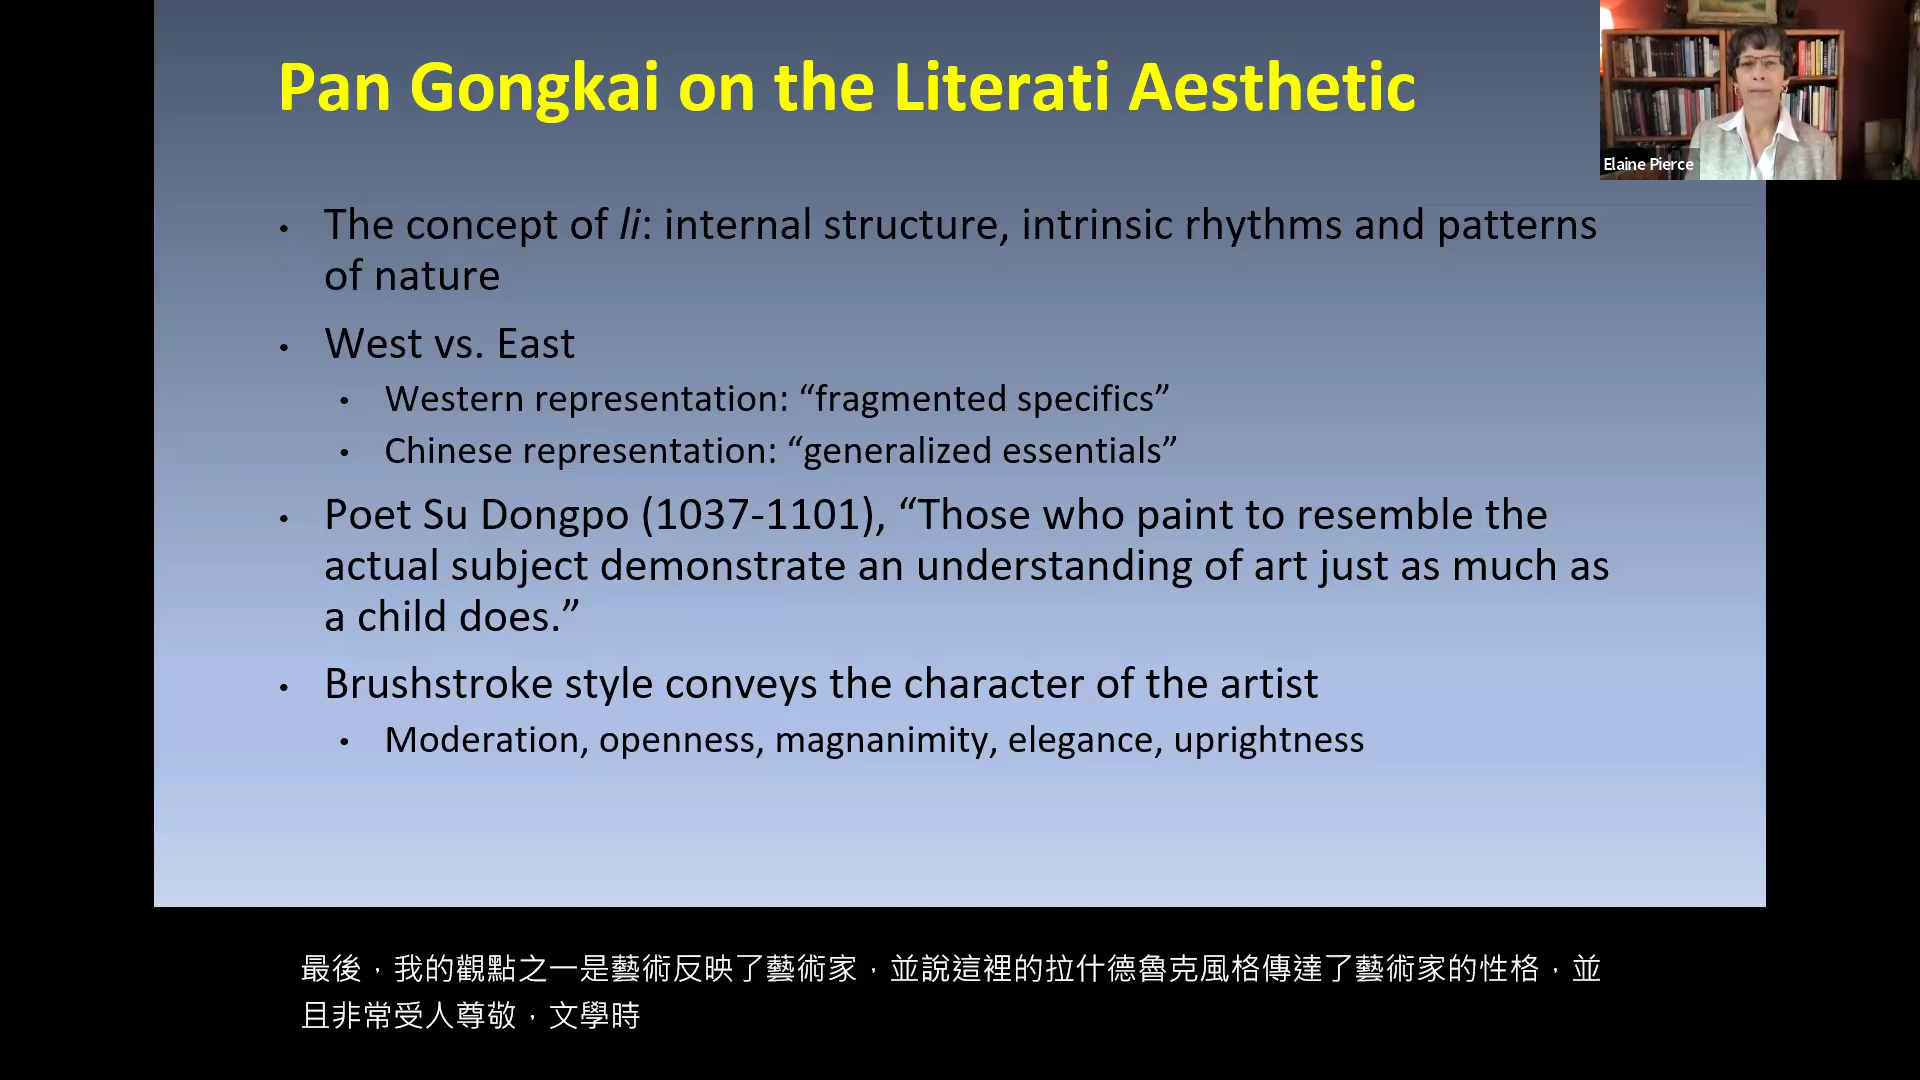 Pan Gongkai on the Literati Aesthetic
Elaine Pierce
• The concept of li: internal structure, intrinsic rhythms and patterns
of nature
• West vs. East
• Western representation: “fragmented specifics”
• Chinese representation: “generalized essentials”
• Poet Su Dongpo (1037-1101), “Those who paint to resemble the
actual subject demonstrate an understanding of art just as much as
a child does.”
• Brushstroke style conveys the character of the artist
• Moderation, openness, magnanimity, elegance, uprightness
最後，我的觀點之一是藝術反映了藝術家，並說這裡的拉什德魯克風格傳達了藝術家的性格，並
且非常受人尊敬，文學時